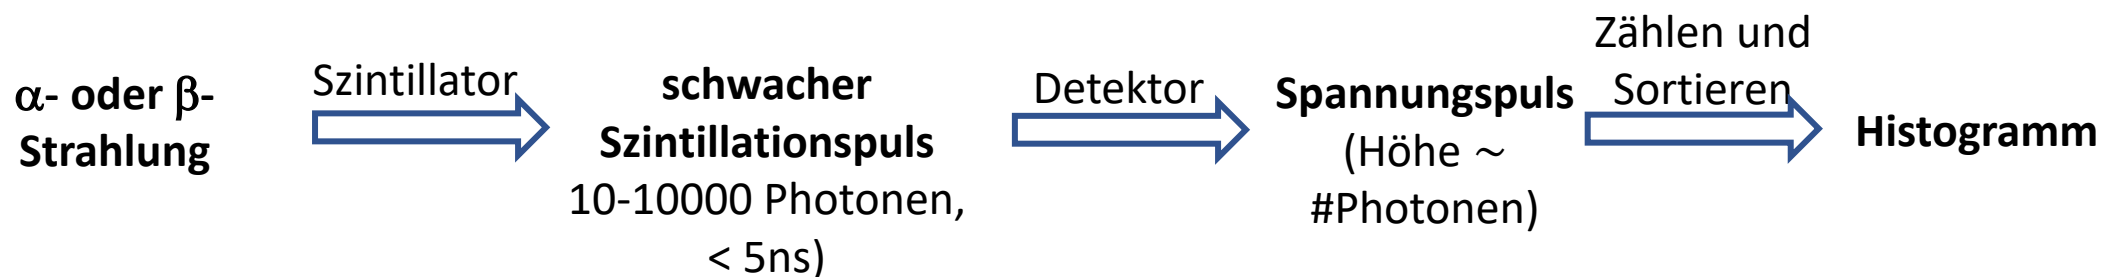 α- oder β-
Strahlung
Szintillator
schwacher
Szintillationspuls
10-10000 Photonen,
< 5ns)
Detektor
Spannungspuls
(Höhe ~
#Photonen)
Zählen und
Sortieren
Histogramm